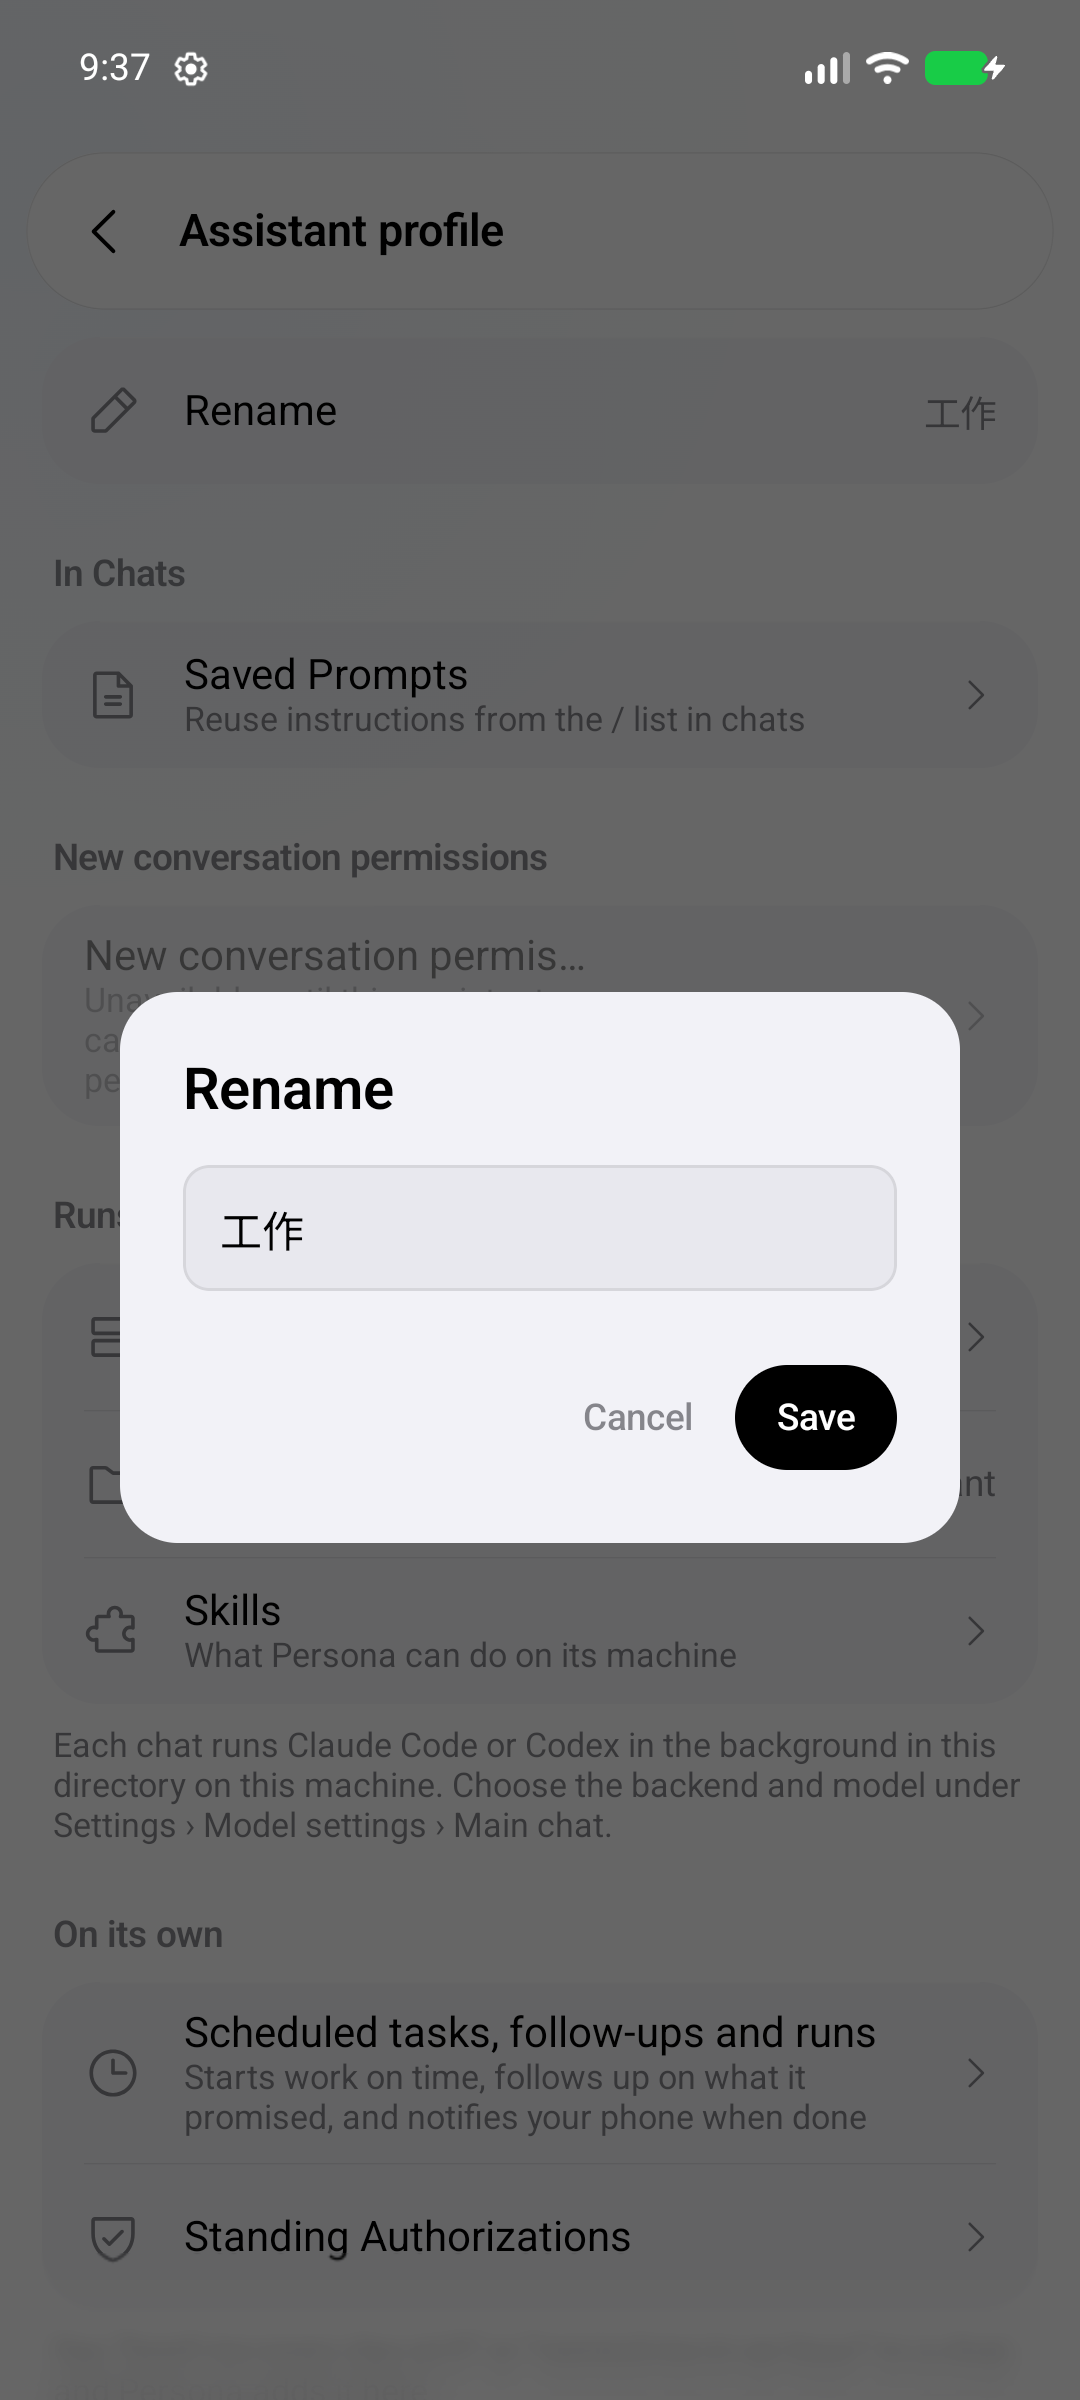 9:37
Assistant profile
Rename
工作
In Chats
Saved Prompts
Reuse instructions from the / list in chats
New conversation permissions
New conversation permis...
ca
pe
Rename
工作
Cancel
Save
Skills
What Persona can do on its machine
Each chat runs Claude Code or Codex in the background in this
directory on this machine. Choose the backend and model under
Settings › Model settings › Main chat.
On its own
Scheduled tasks, follow-ups and runs
Starts work on time, follows up on what it
promised, and notifies your phone when done
Standing Authorizations